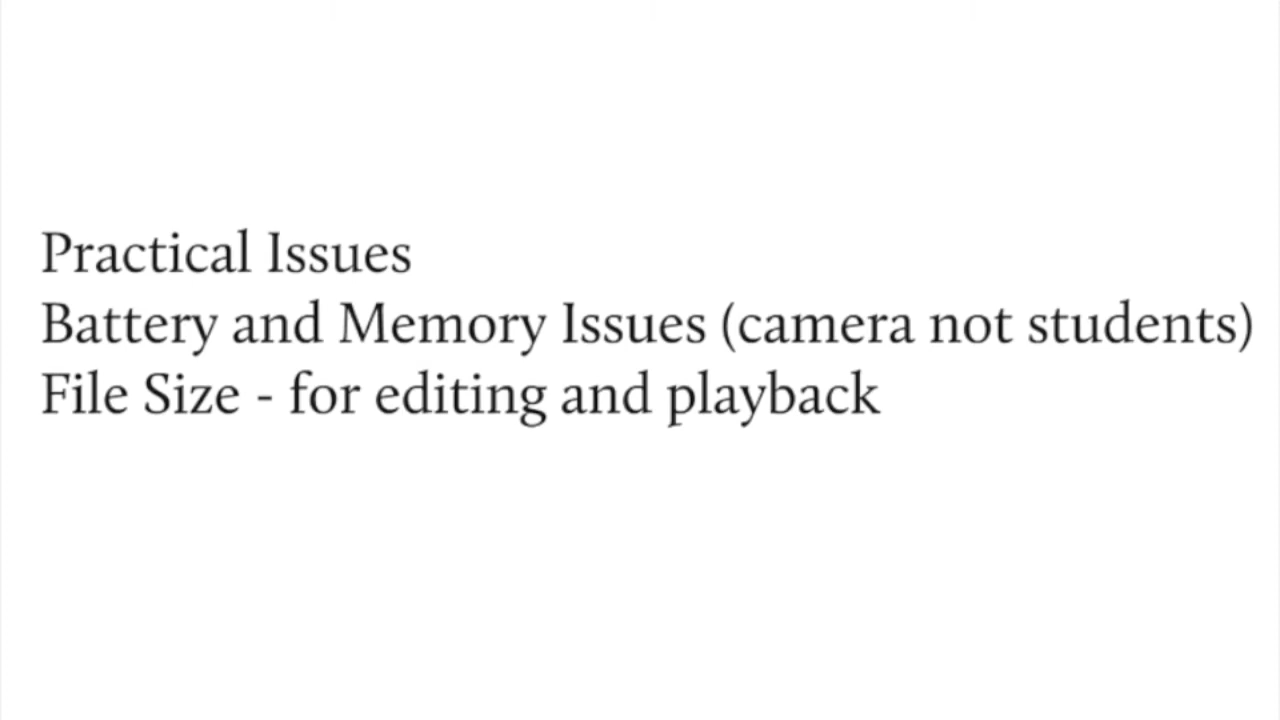 Practical Issues
Battery and Memory Issues (camera not students)
File Size - for editing and playback